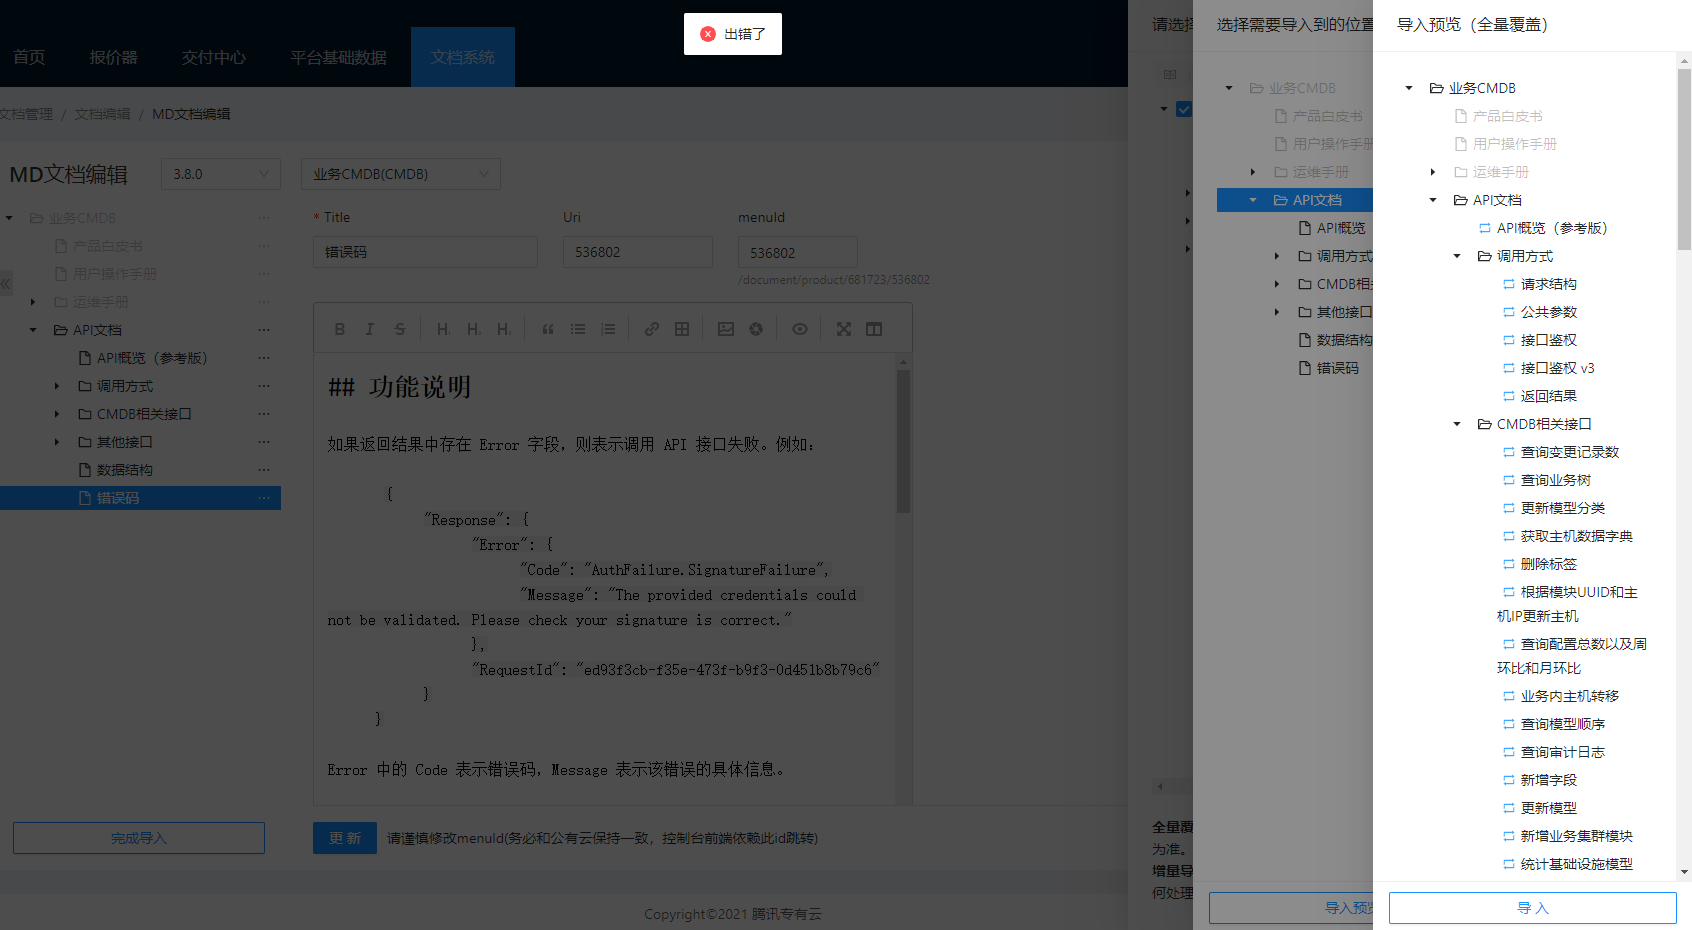 出错了
首页
报价器
交付中心
平台基础数据
文档系统
文档管理 / 文档编辑 / MD文档编辑
MD文档编辑
3.8.0
业务CMDB(CMDB)
业务CMDB
产品白皮书
用户操作手册
运维手册
API文档
API概览（参考版）
调用方式
CMDB相关接口
其他接口
数据结构
错误码
完成导入
* Title
错误码
Uri
536802
menuId
536802
/document/product/681723/536802
## 功能说明
如果返回结果中存在 Error 字段，则表示调用 API 接口失败。例如：
{
"Response": {
"Error": {
"Code": "AuthFailure.SignatureFailure",
"Message": "The provided credentials could
not be validated. Please check your signature is correct."
},
"RequestId": "ed93f3cb-f35e-473f-b9f3-0d451b8b79c6"
}
}
Error 中的 Code 表示错误码，Message 表示该错误的具体信息。
更 新
请谨慎修改menuId(务必和公有云保持一致，控制台前端依赖此id跳转)
Copyright©2021 腾讯专有云
请选择
全量覆
为准。
增量导
何处理
选择需要导入到的位置
业务CMDB
产品白皮书
用户操作手册
运维手册
API文档
API概览
调用方式
CMDB相
其他接口
数据结构
错误码
导入预览
导入预览（全量覆盖）
业务CMDB
产品白皮书
用户操作手册
运维手册
API文档
API概览（参考版）
调用方式
请求结构
公共参数
接口鉴权
接口鉴权 v3
返回结果
CMDB相关接口
查询变更记录数
查询业务树
更新模型分类
获取主机数据字典
删除标签
根据模块UUID和主
机IP更新主机
查询配置总数以及周
环比和月环比
业务内主机转移
查询模型顺序
查询审计日志
新增字段
更新模型
新增业务集群模块
统计基础设施模型
导 入